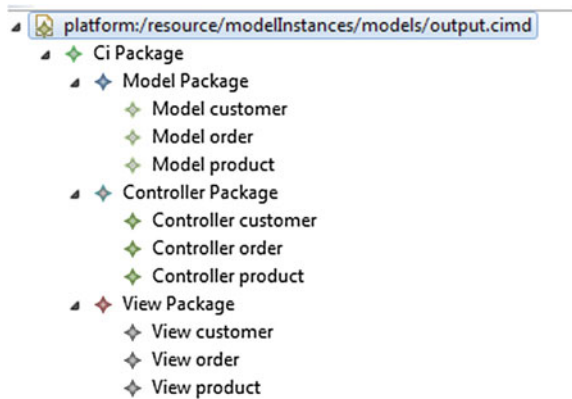 platform:/resource/modelInstances/models/output.cimd
Ci Package
Model Package
Model customer
Model order
Model product
Controller Package
Controller customer
Controller order
Controller product
View Package
View customer
View order
View product